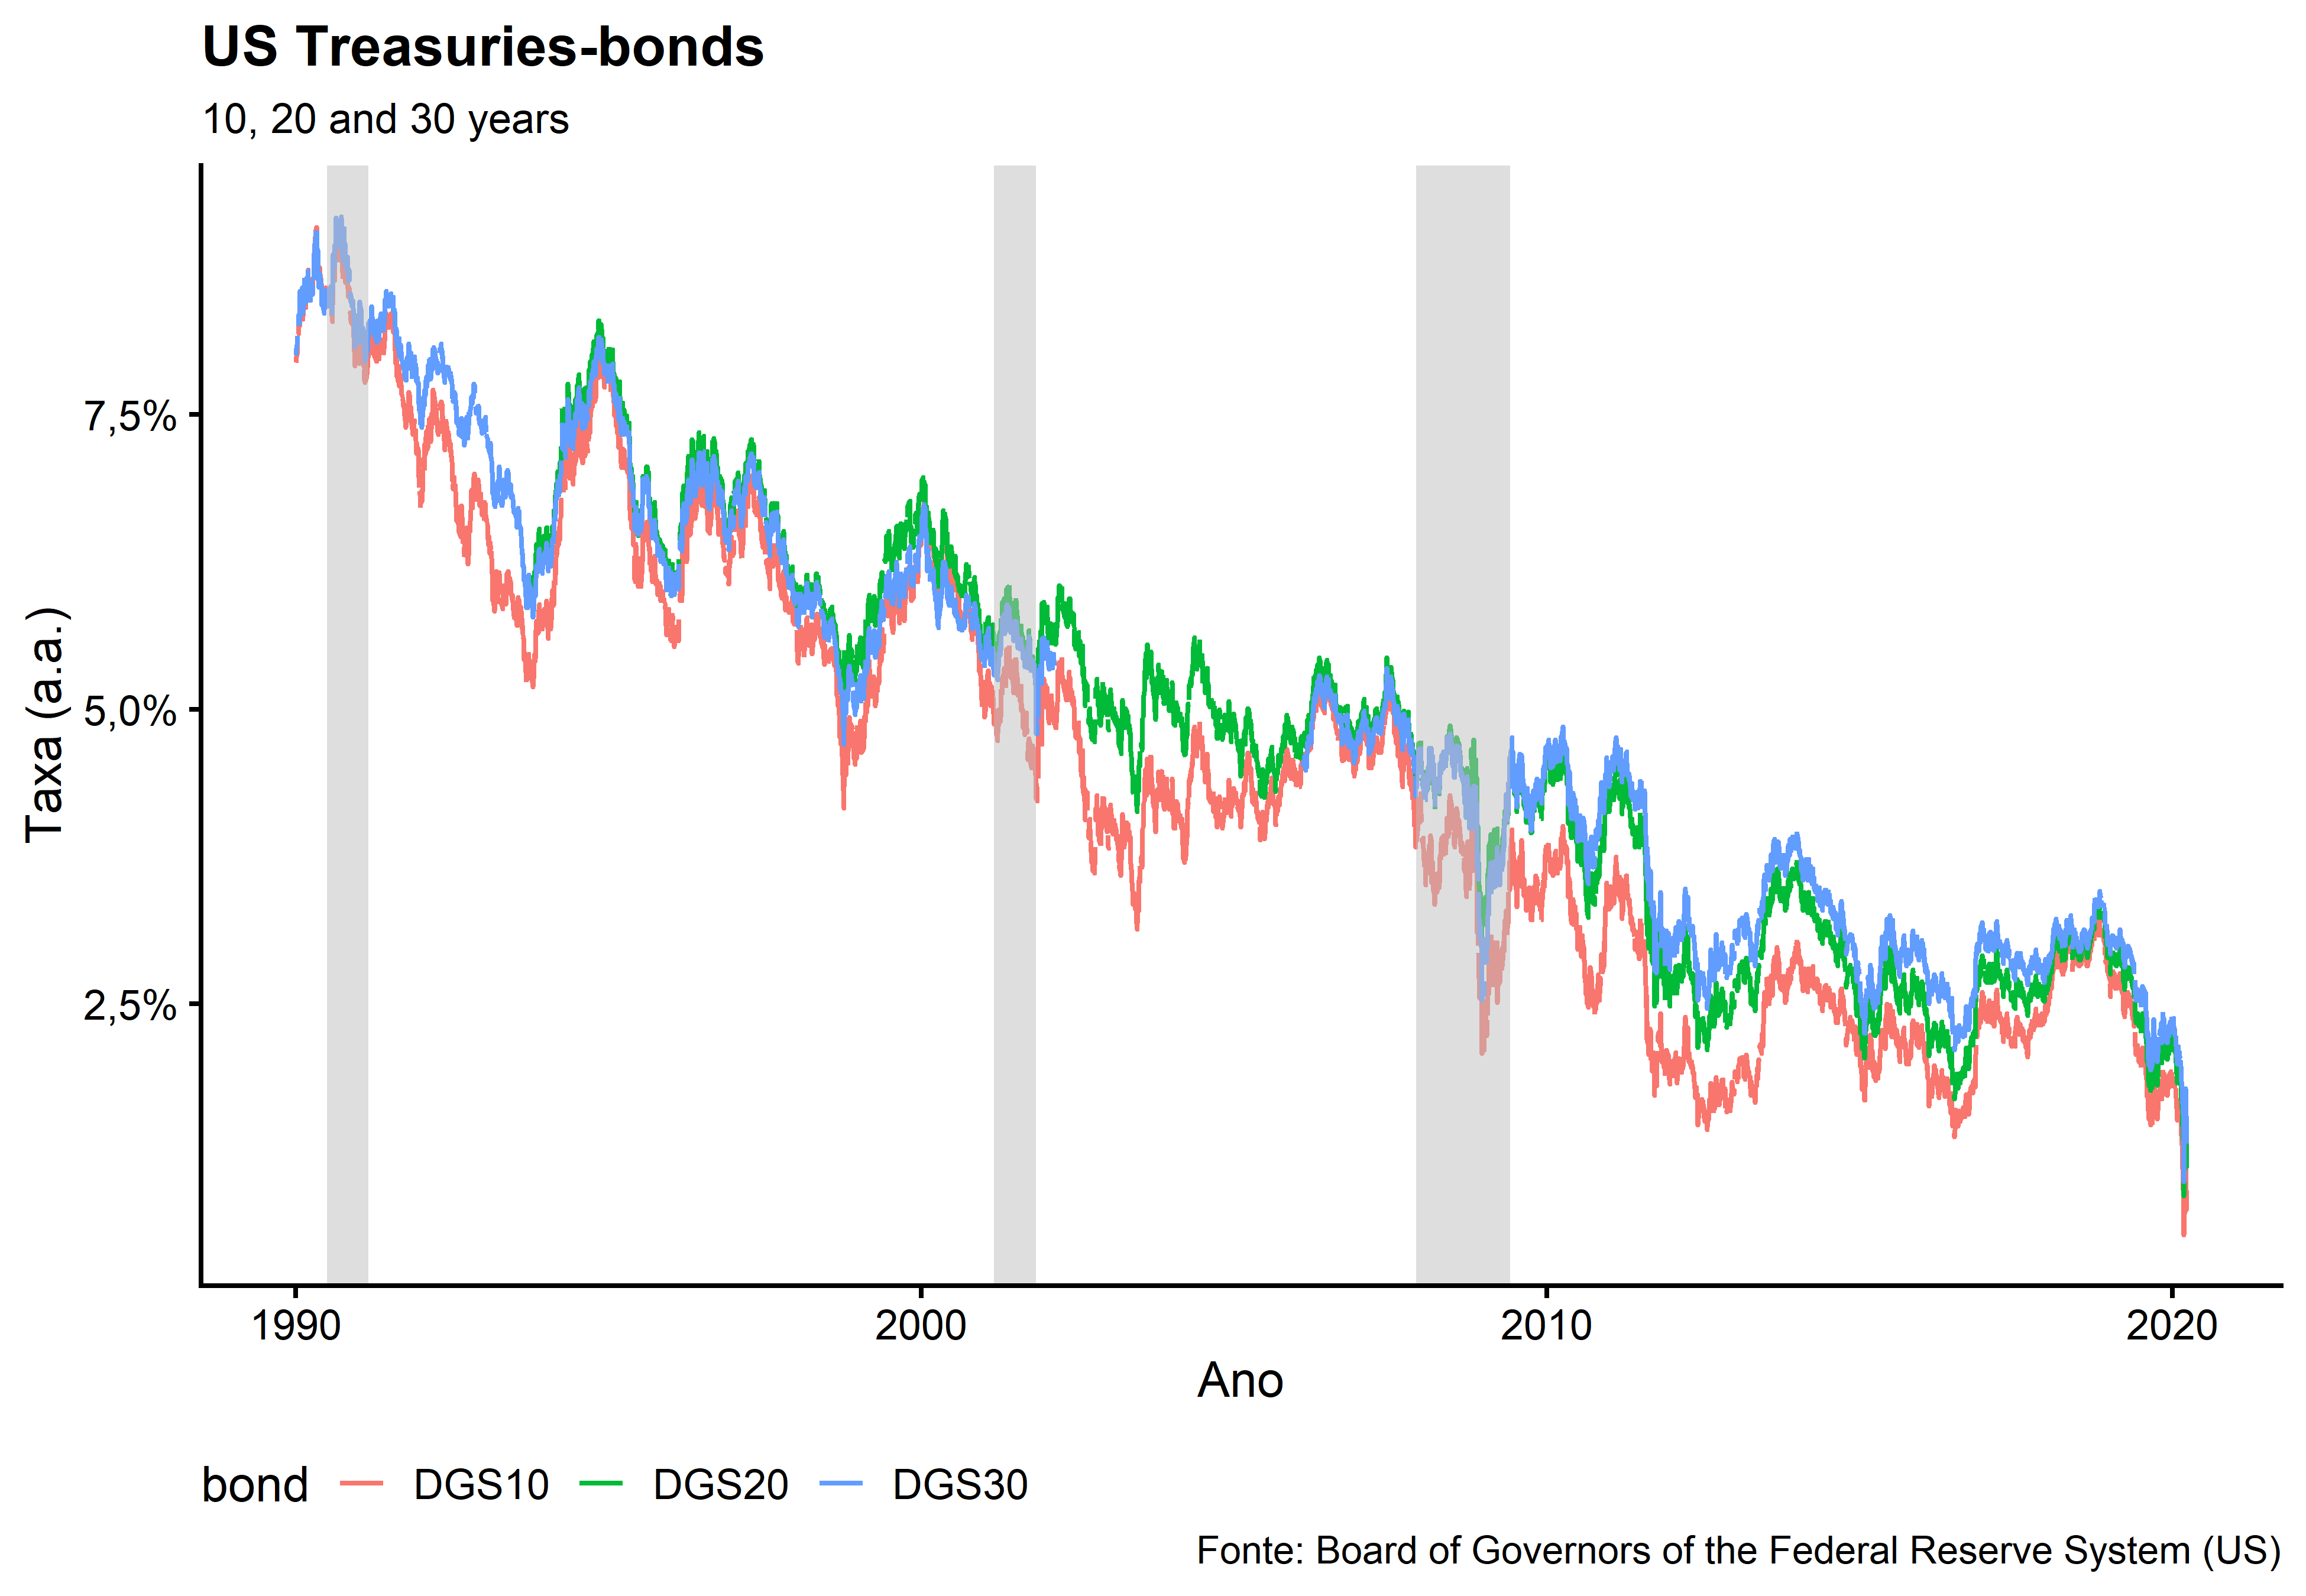 US Treasuries-bonds
10, 20 and 30 years
Taxa (a.a.)
7,5%
5,0%
2,5%
1990 2000 2010 2020
Ano
bond DGS10 DGS20 DGS30
Fonte: Board of Governors of the Federal Reserve System (US)